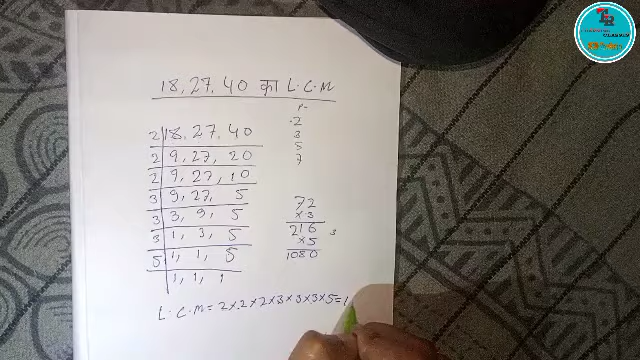 18, 27, 40 का L.C.M
2 | 18, 27, 40
2 | 9, 27, 20
2 | 9, 27, 10
3 | 9, 27, 5
3 | 3, 9, 5
3 | 1, 3, 5
5 | 1, 1, 5
1, 1, 1
P-
2
3
5
7
72
×3
216
3
×5
1080
L.C.M = 2×2×2×3×3×3×5=1